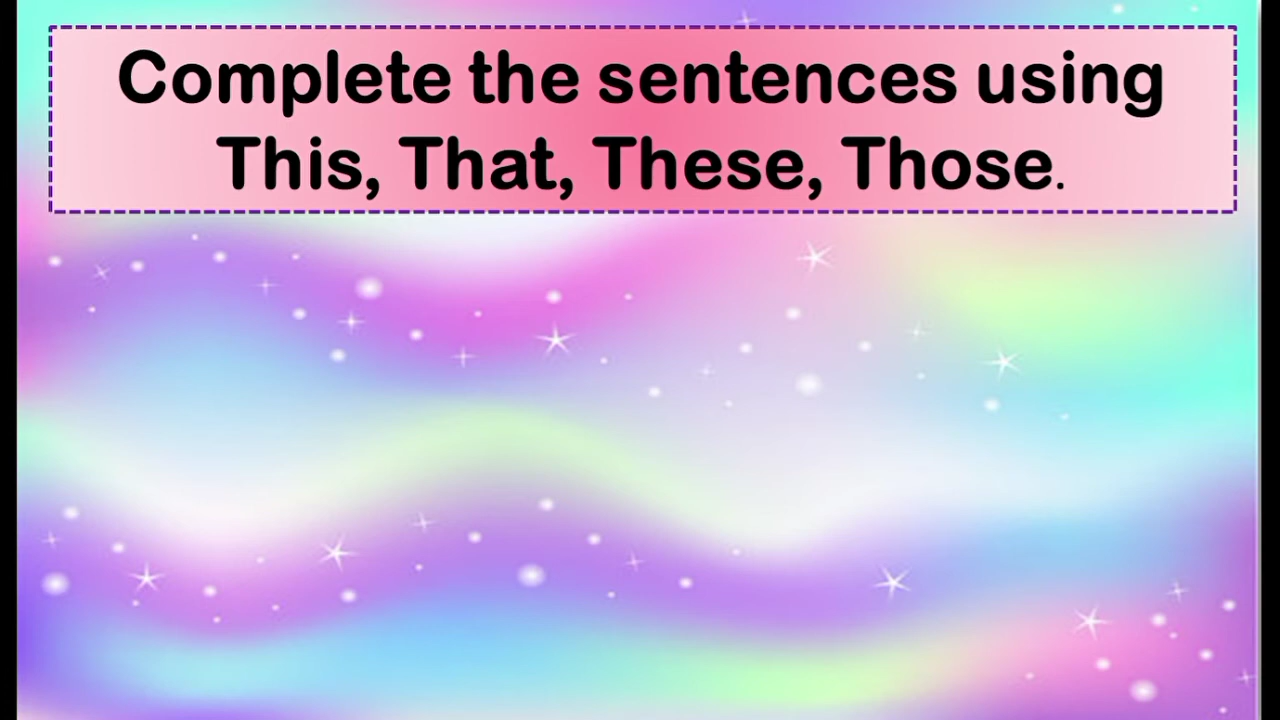 Complete the sentences using
This, That, These, Those.